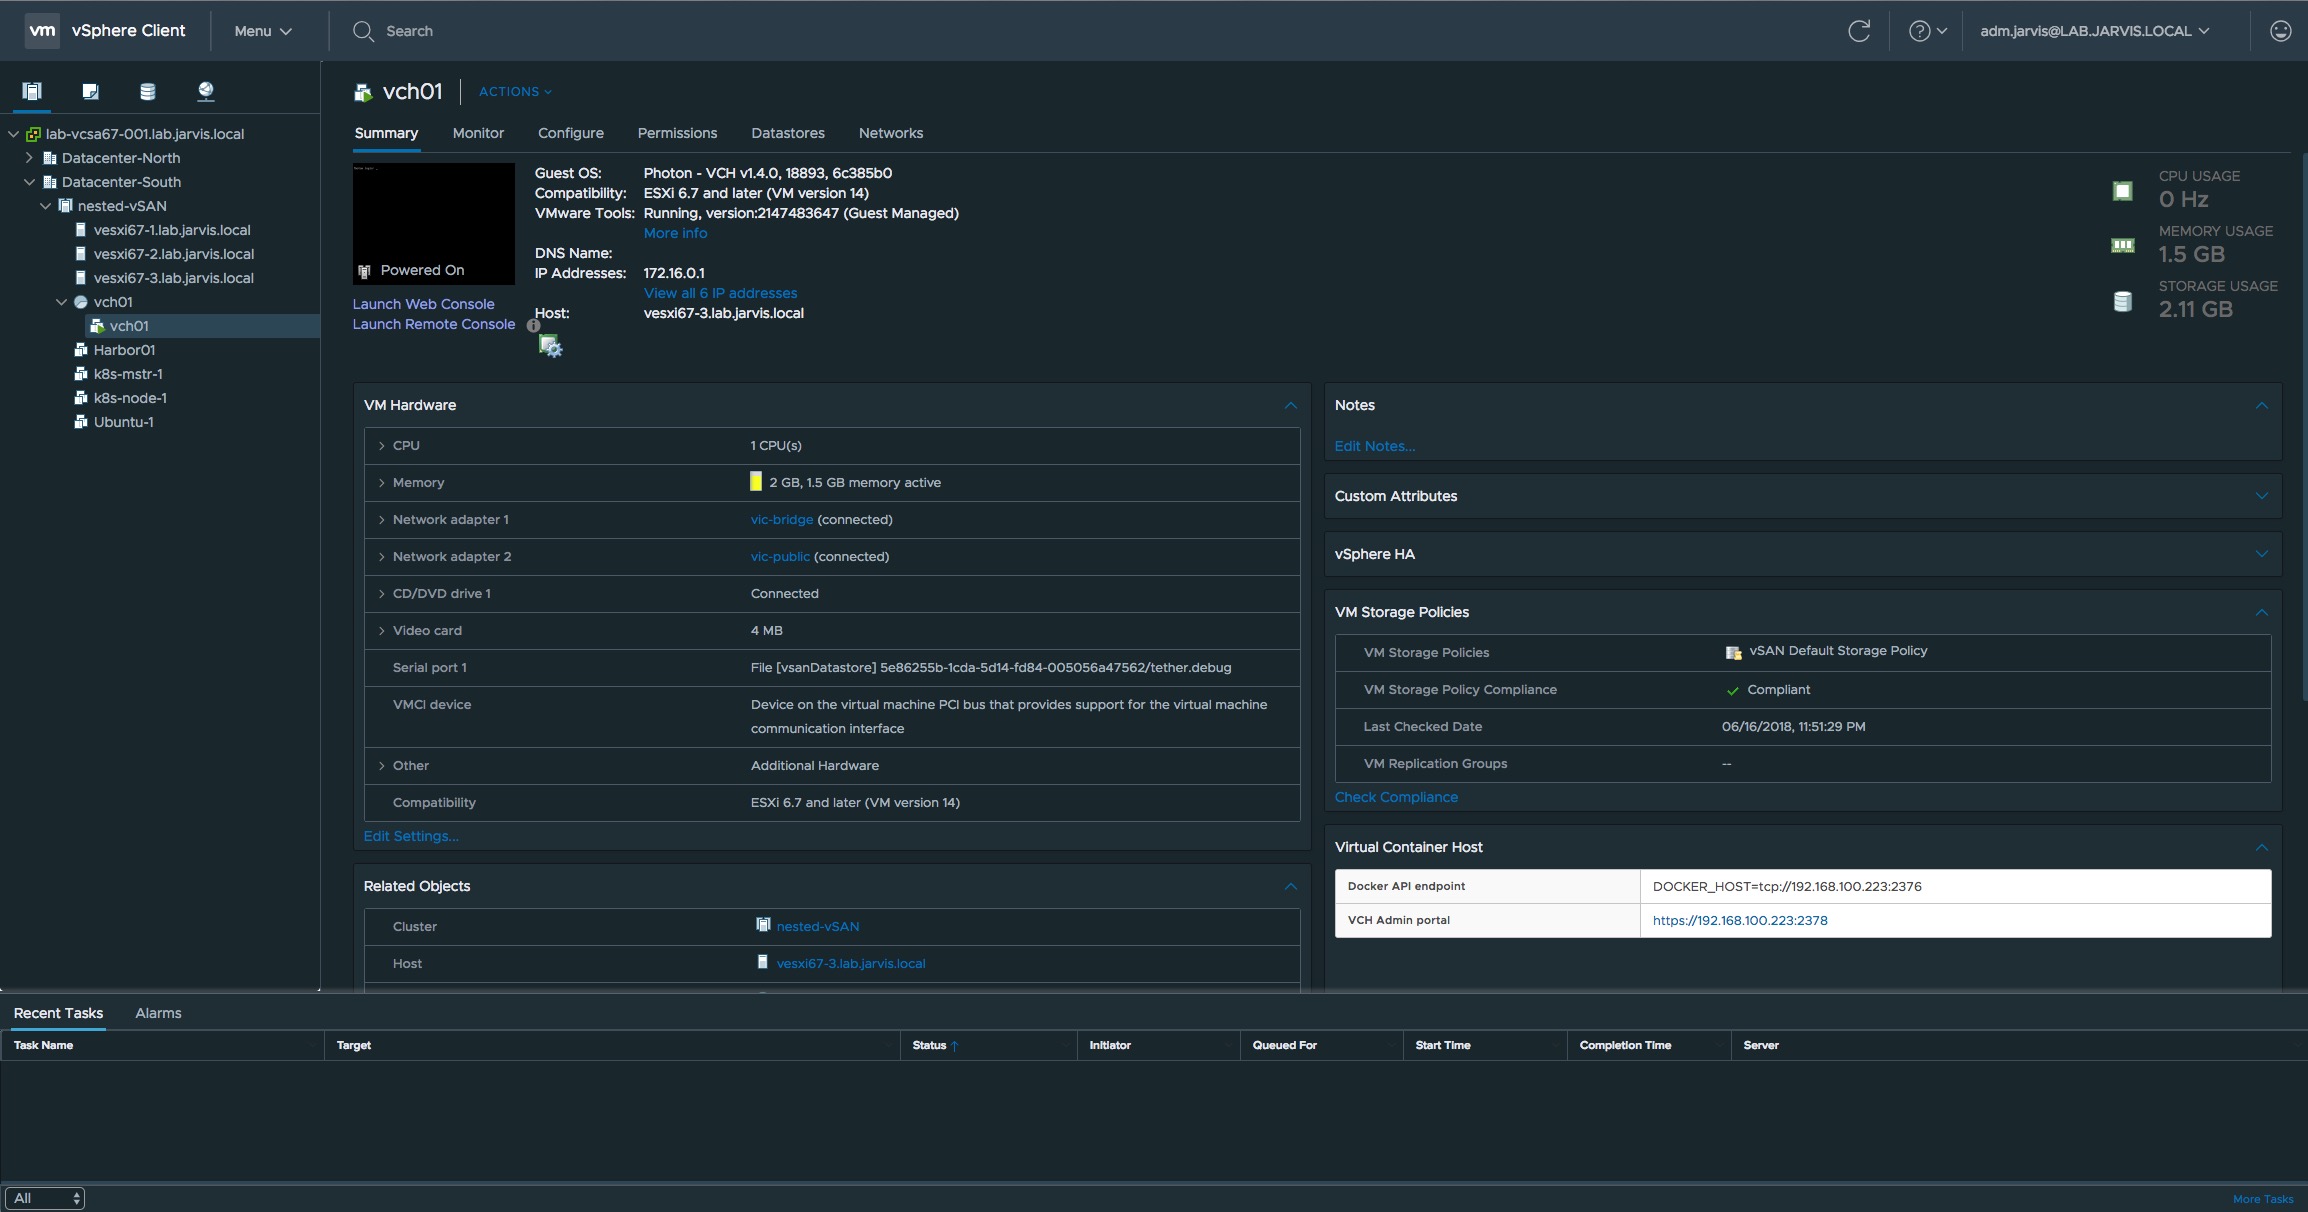 vm vSphere Client Menu Search adm.jarvis@LAB.JARVIS.LOCAL
lab-vcsa67-001.lab.jarvis.local
Datacenter-North
Datacenter-South
nested-vSAN
vesxi67-1.lab.jarvis.local
vesxi67-2.lab.jarvis.local
vesxi67-3.lab.jarvis.local
vch01
vch01
Harbor01
k8s-mstr-1
k8s-node-1
Ubuntu-1
vch01 ACTIONS
Summary Monitor Configure Permissions Datastores Networks
Powered On
Launch Web Console
Launch Remote Console
Guest OS: Photon - VCH v1.4.0, 18893, 6c385b0
Compatibility: ESXi 6.7 and later (VM version 14)
VMware Tools: Running, version:2147483647 (Guest Managed)
More info
DNS Name:
IP Addresses: 172.16.0.1
View all 6 IP addresses
Host: vesxi67-3.lab.jarvis.local
CPU USAGE
0 Hz
MEMORY USAGE
1.5 GB
STORAGE USAGE
2.11 GB
VM Hardware
CPU 1 CPU(s)
Memory 2 GB, 1.5 GB memory active
Network adapter 1 vic-bridge (connected)
Network adapter 2 vic-public (connected)
CD/DVD drive 1 Connected
Video card 4 MB
Serial port 1 File [vsanDatastore] 5e86255b-1cda-5d14-fd84-005056a47562/tether.debug
VMCI device Device on the virtual machine PCI bus that provides support for the virtual machine
communication interface
Other Additional Hardware
Compatibility ESXi 6.7 and later (VM version 14)
Edit Settings...
Related Objects
Cluster nested-vSAN
Host vesxi67-3.lab.jarvis.local
Notes
Edit Notes...
Custom Attributes
vSphere HA
VM Storage Policies
VM Storage Policies vSAN Default Storage Policy
VM Storage Policy Compliance Compliant
Last Checked Date 06/16/2018, 11:51:29 PM
VM Replication Groups --
Check Compliance
Virtual Container Host
Docker API endpoint DOCKER_HOST=tcp://192.168.100.223:2376
VCH Admin portal https://192.168.100.223:2378
Recent Tasks Alarms
Task Name Target Status Initiator Queued For Start Time Completion Time Server
All More Tasks